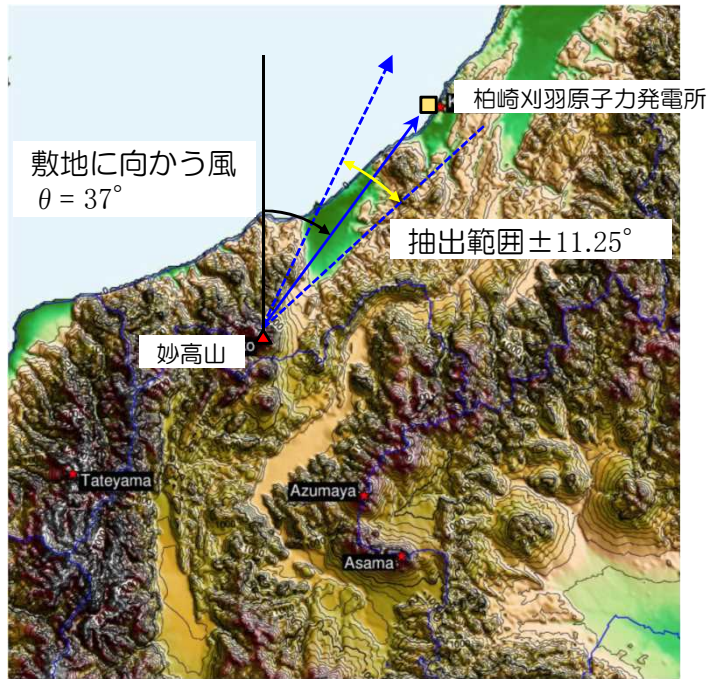 柏崎刈羽原子力発電所
敷地に向かう風
θ = 37°
抽出範囲±11.25°
妙高山
Tateyama
Azumaya
Asama